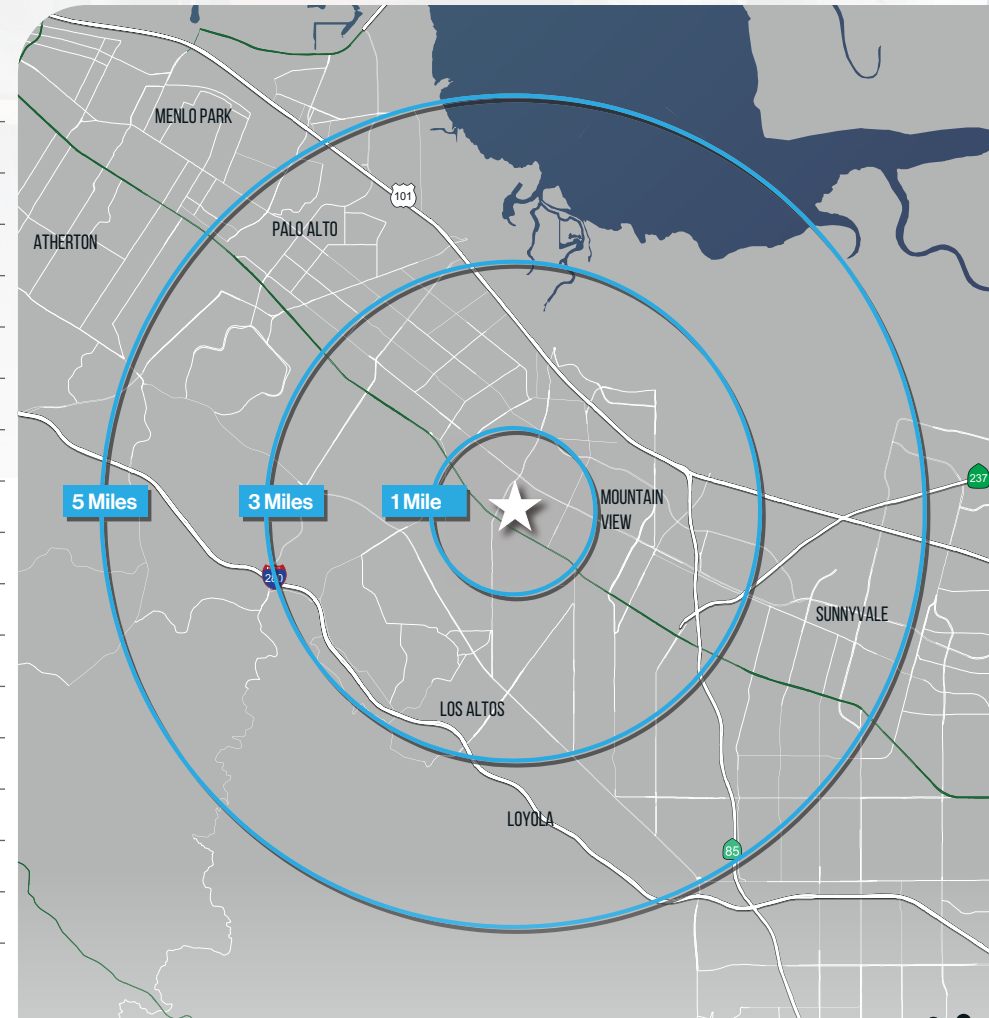 MENLO PARK
101
PALO ALTO
ATHERTON
237
5 Miles
3 Miles
1 Mile
MOUNTAIN
VIEW
280
SUNNYVALE
LOS ALTOS
LOYOLA
85